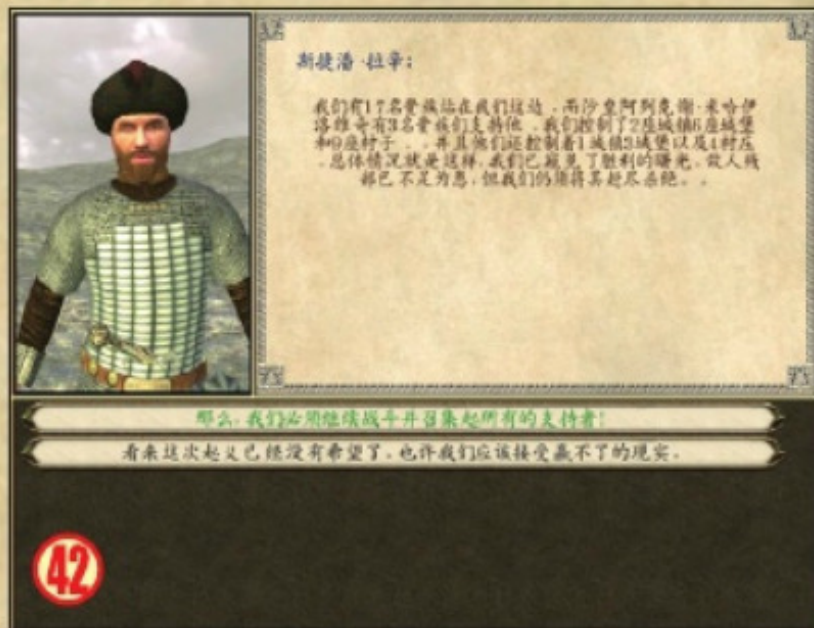 斯捷潘·拉辛：
我们有17名贵族站在我们这边，而沙皇阿列克谢·米哈伊
洛维奇有3名贵族们支持他，我们控制了2座城镇6座城堡
和9座村子，。并且他们还控制着1城镇3城堡以及4村庄
。总体情况就是这样，我们已窥见了胜利的曙光，敌人残
部已不足为患，但我们仍须将其赶尽杀绝。。
那么，我们必须继续战斗并召集起所有的支持者！
看来这次起义已经没有希望了，也许我们应该接受赢不了的现实。
42